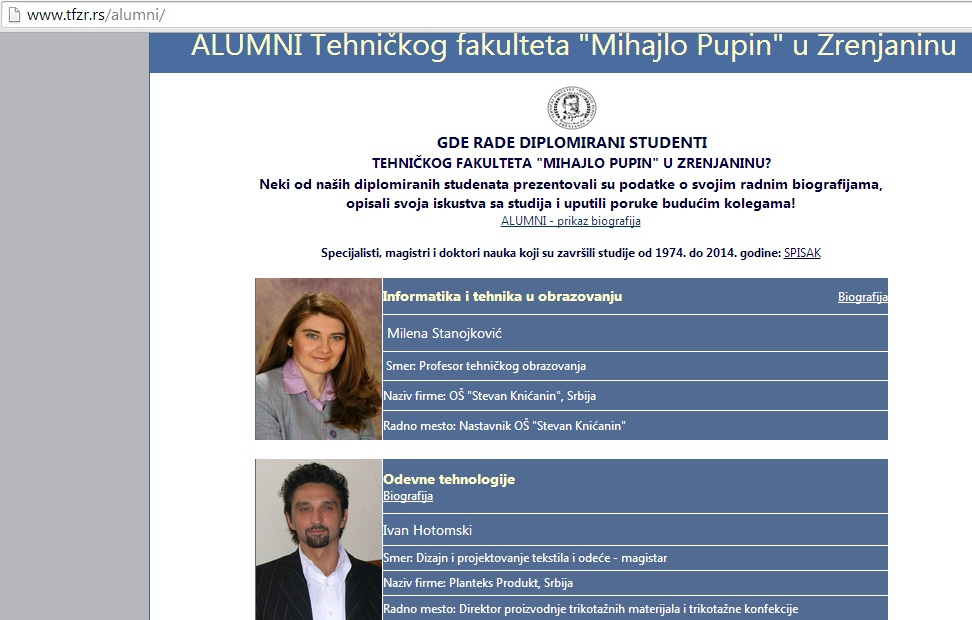 www.tfzr.rs/alumni/
ALUMNI Tehničkog fakulteta "Mihajlo Pupin" u Zrenjaninu
GDE RADE DIPLOMIRANI STUDENTI
TEHNIČKOG FAKULTETA "MIHAJLO PUPIN" U ZRENJANINU?
Neki od naših diplomiranih studenata prezentovali su podatke o svojim radnim biografijama,
opisali svoja iskustva sa studija i uputili poruke budućim kolegama!
ALUMNI - prikaz biografija
Specijalisti, magistri i doktori nauka koji su završili studije od 1974. do 2014. godine: SPISAK
Informatika i tehnika u obrazovanju Biografija
Milena Stanojković
Smer: Profesor tehničkog obrazovanja
Naziv firme: OŠ "Stevan Knićanin", Srbija
Radno mesto: Nastavnik OŠ "Stevan Knićanin"
Odevne tehnologije
Biografija
Ivan Hotomski
Smer: Dizajn i projektovanje tekstila i odeće - magistar
Naziv firme: Planteks Produkt, Srbija
Radno mesto: Direktor proizvodnje trikotažnih materijala i trikotažne konfekcije